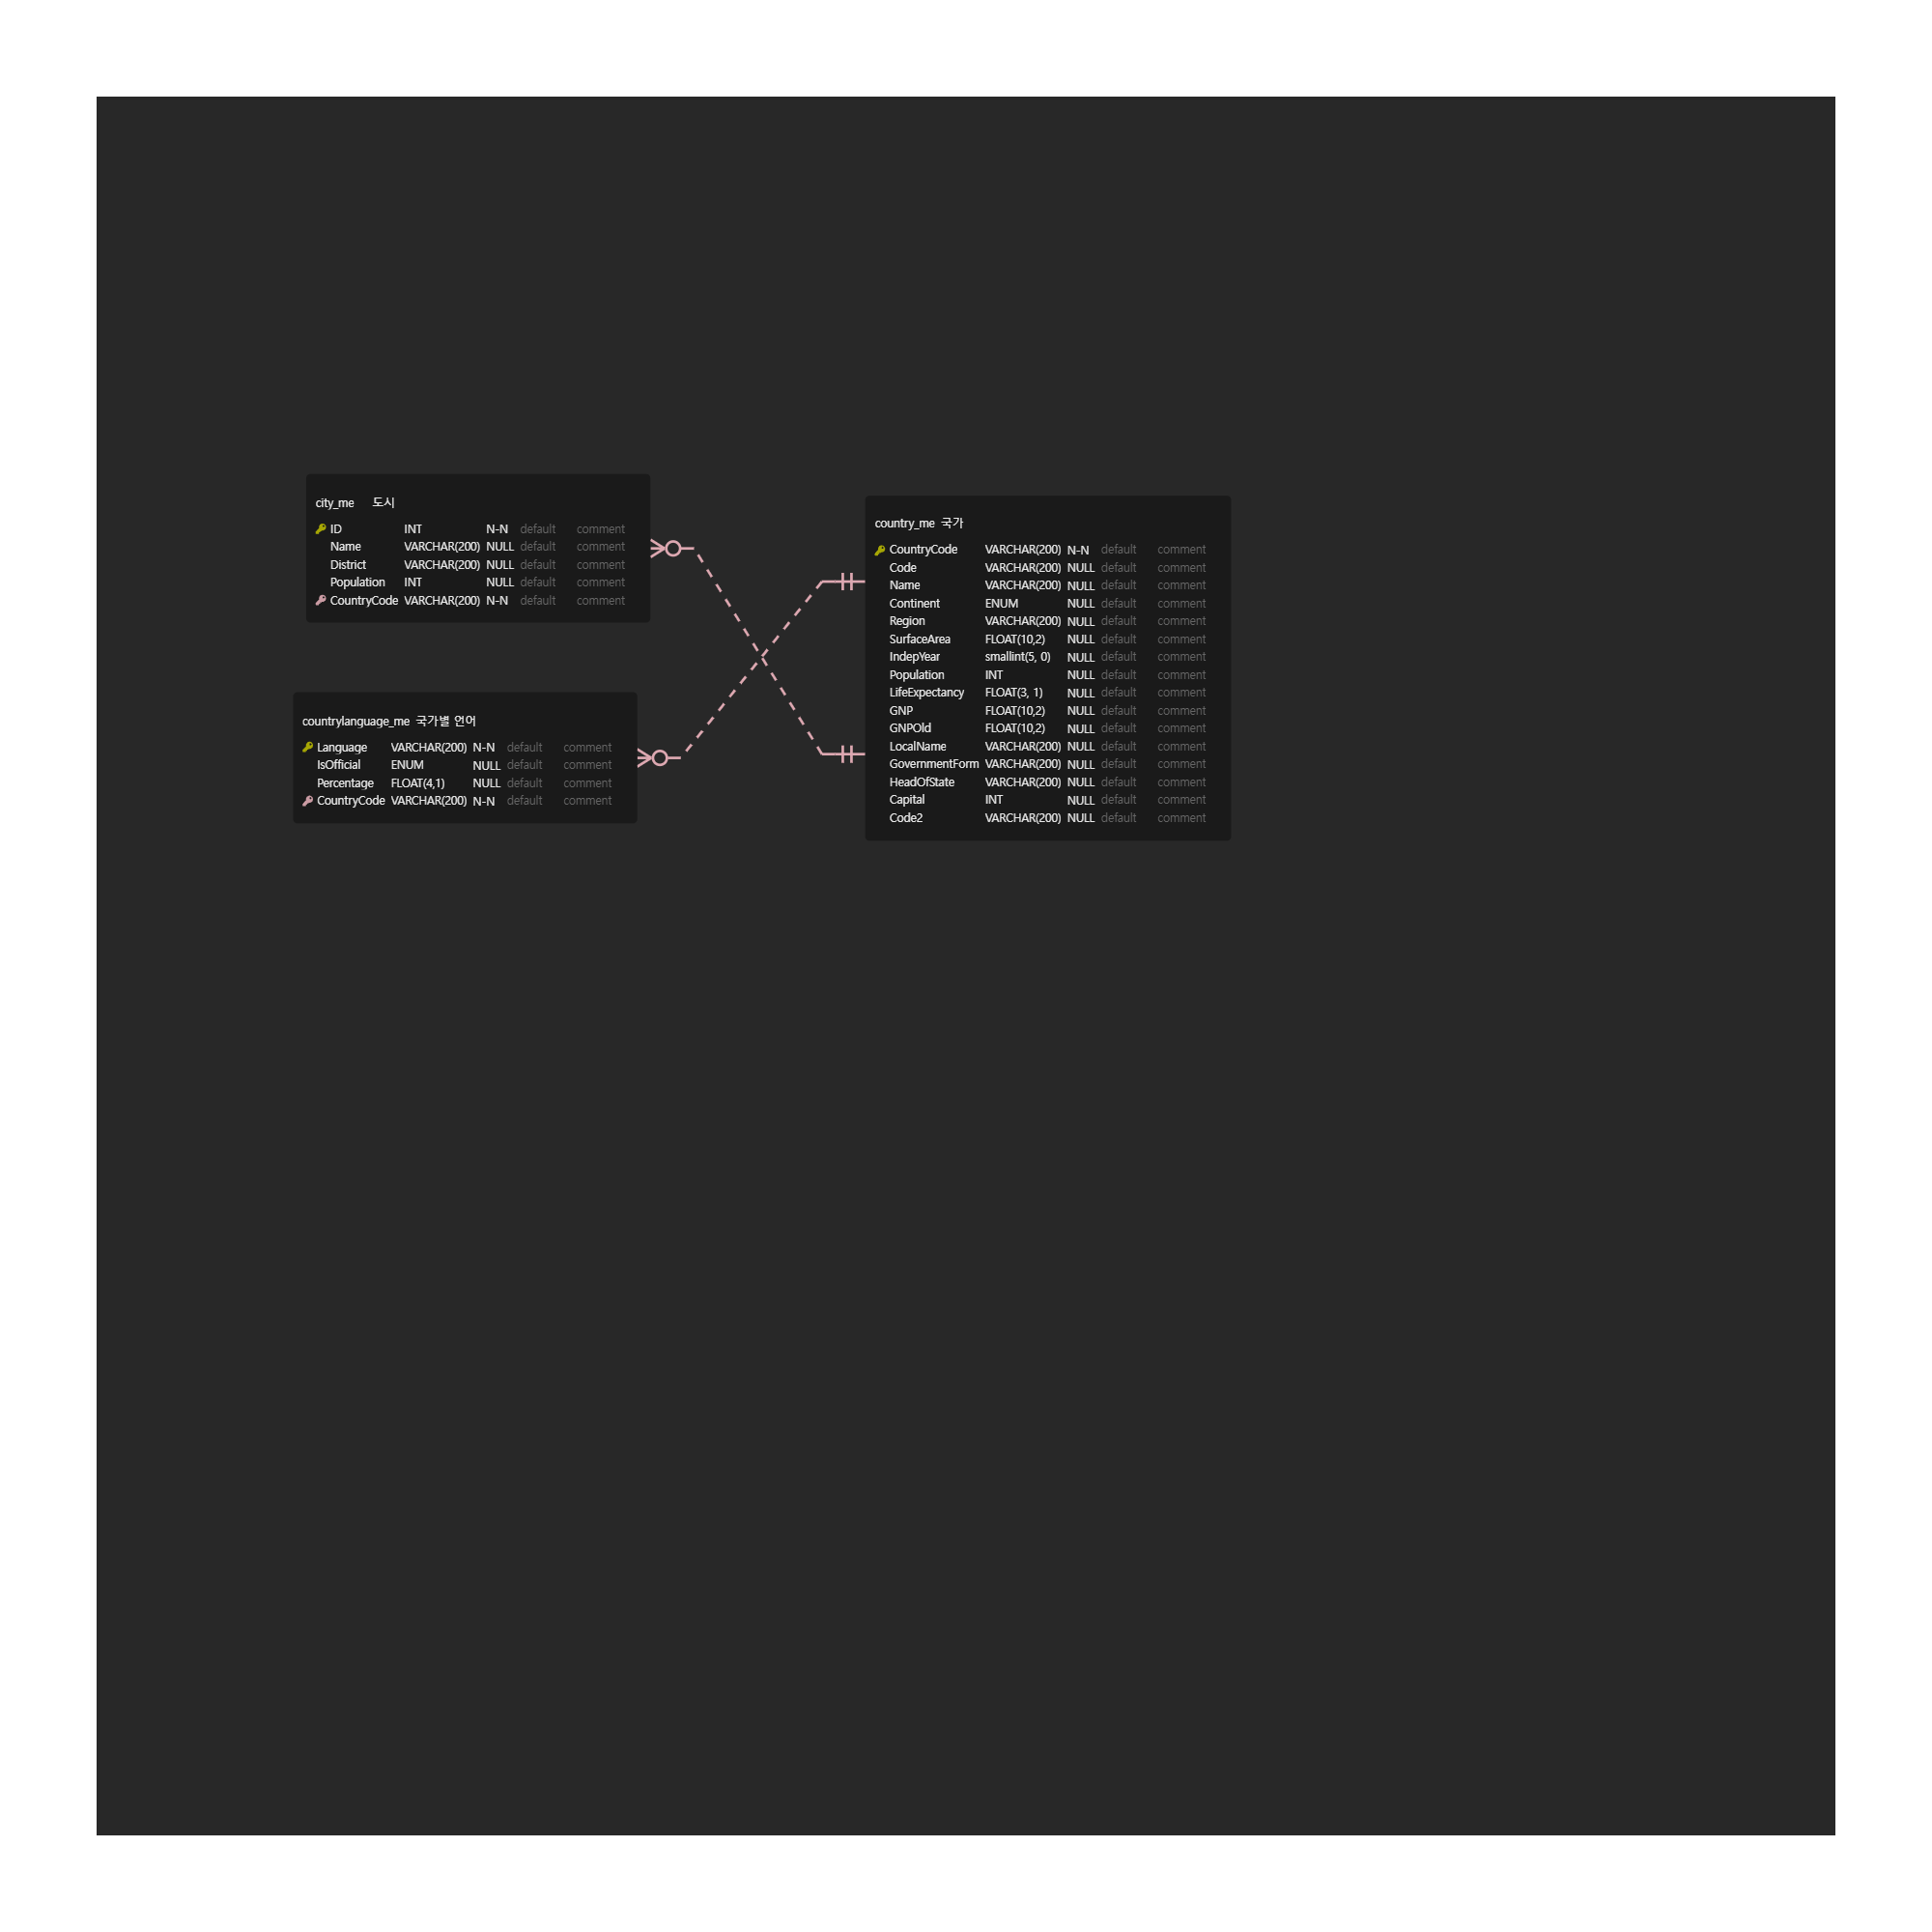 city_me 도시
ID INT N-N default comment
Name VARCHAR(200) NULL default comment
District VARCHAR(200) NULL default comment
Population INT NULL default comment
CountryCode VARCHAR(200) N-N default comment
countrylanguage_me 국가별 언어
Language VARCHAR(200) N-N default comment
IsOfficial ENUM NULL default comment
Percentage FLOAT(4,1) NULL default comment
CountryCode VARCHAR(200) N-N default comment
country_me 국가
CountryCode VARCHAR(200) N-N default comment
Code VARCHAR(200) NULL default comment
Name VARCHAR(200) NULL default comment
Continent ENUM NULL default comment
Region VARCHAR(200) NULL default comment
SurfaceArea FLOAT(10,2) NULL default comment
IndepYear smallint(5, 0) NULL default comment
Population INT NULL default comment
LifeExpectancy FLOAT(3, 1) NULL default comment
GNP FLOAT(10,2) NULL default comment
GNPOld FLOAT(10,2) NULL default comment
LocalName VARCHAR(200) NULL default comment
GovernmentForm VARCHAR(200) NULL default comment
HeadOfState VARCHAR(200) NULL default comment
Capital INT NULL default comment
Code2 VARCHAR(200) NULL default comment